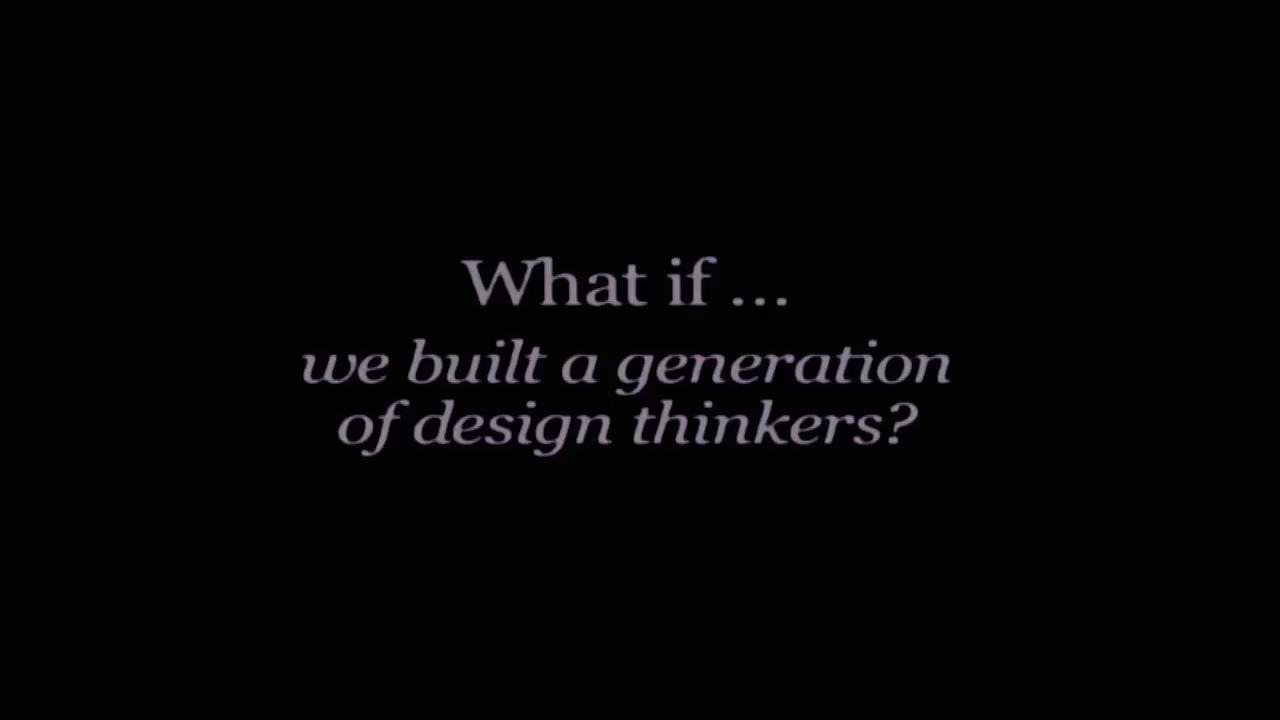 What if ...
we built a generation
of design thinkers?